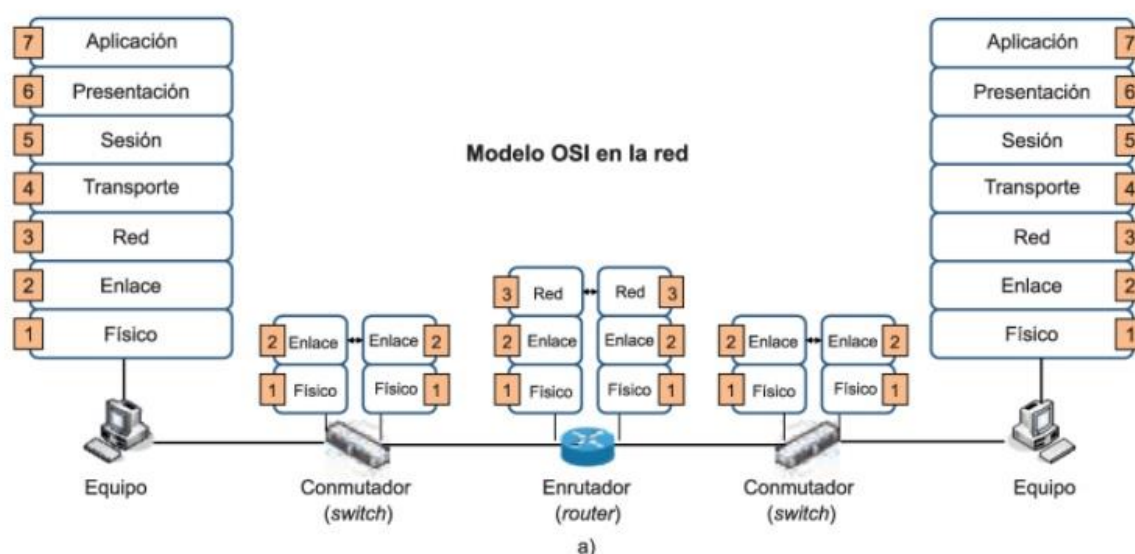 7 Aplicación
6 Presentación
5 Sesión
4 Transporte
3 Red
2 Enlace
1 Físico
Modelo OSI en la red
Aplicación 7
Presentación 6
Sesión 5
Transporte 4
Red 3
Enlace 2
Físico 1
2 Enlace Enlace 2
1 Físico Físico 1
3 Red Red 3
2 Enlace Enlace 2
1 Físico Físico 1
2 Enlace Enlace 2
1 Físico Físico 1
Equipo
Conmutador
(switch)
Enrutador
(router)
Conmutador
(switch)
Equipo
a)